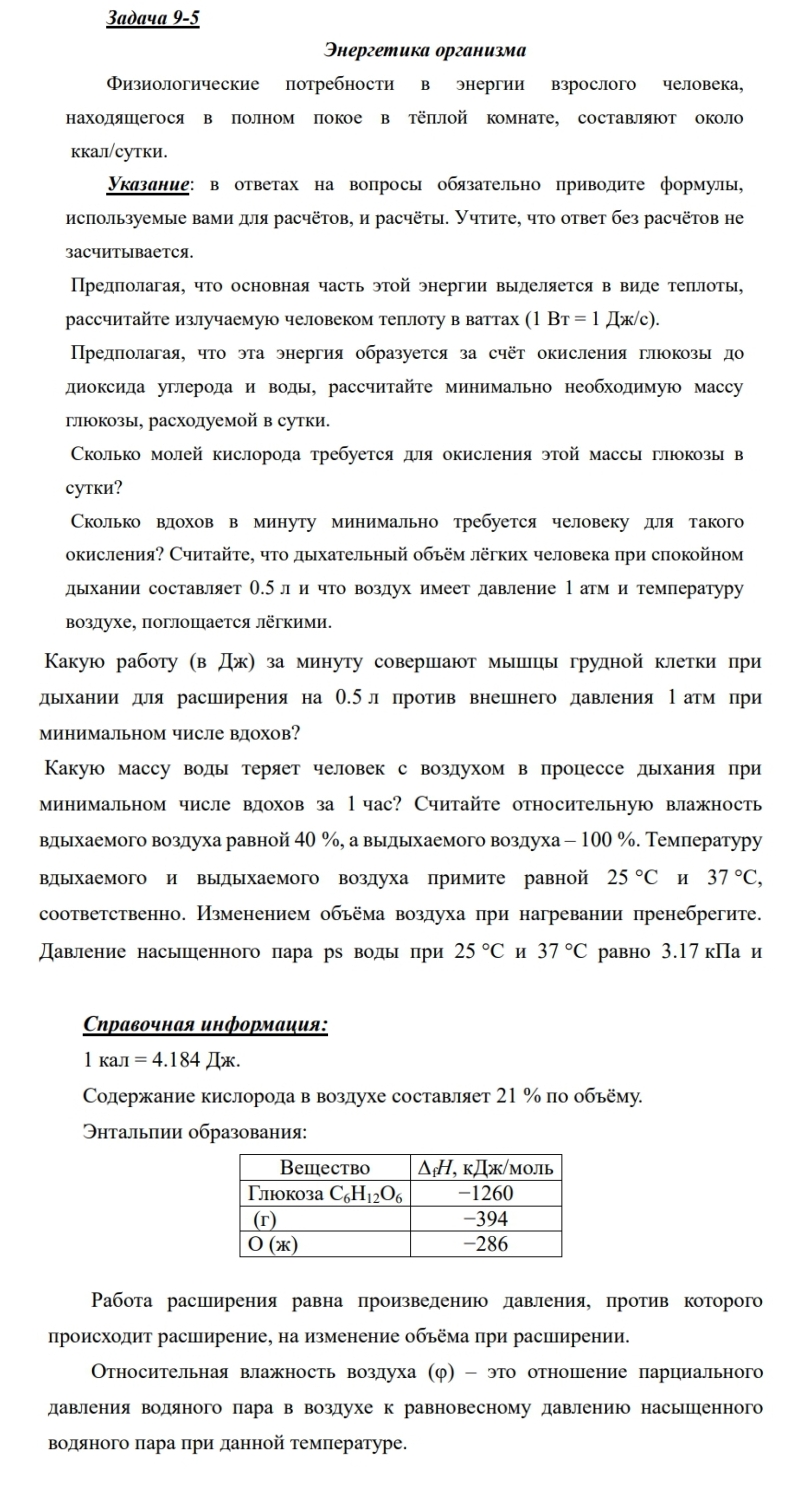 Задача 9-5
Энергетика организма
Физиологические потребности в энергии взрослого человека,
находящегося в полном покое в тёплой комнате, составляют около
ккал/сутки.
Указание: в ответах на вопросы обязательно приводите формулы,
используемые вами для расчётов, и расчёты. Учтите, что ответ без расчётов не
засчитывается.
Предполагая, что основная часть этой энергии выделяется в виде теплоты,
рассчитайте излучаемую человеком теплоту в ваттах (1 Вт = 1 Дж/с).
Предполагая, что эта энергия образуется за счёт окисления глюкозы до
диоксида углерода и воды, рассчитайте минимально необходимую массу
глюкозы, расходуемой в сутки.
Сколько молей кислорода требуется для окисления этой массы глюкозы в
сутки?
Сколько вдохов в минуту минимально требуется человеку для такого
окисления? Считайте, что дыхательный объём лёгких человека при спокойном
дыхании составляет 0.5 л и что воздух имеет давление 1 атм и температуру
воздухе, поглощается лёгкими.
Какую работу (в Дж) за минуту совершают мышцы грудной клетки при
дыхании для расширения на 0.5 л против внешнего давления 1 атм при
минимальном числе вдохов?
Какую массу воды теряет человек с воздухом в процессе дыхания при
минимальном числе вдохов за 1 час? Считайте относительную влажность
вдыхаемого воздуха равной 40 %, а выдыхаемого воздуха – 100 %. Температуру
вдыхаемого и выдыхаемого воздуха примите равной 25 °C и 37 °C,
соответственно. Изменением объёма воздуха при нагревании пренебрегите.
Давление насыщенного пара ps воды при 25 °C и 37 °C равно 3.17 кПа и
Справочная информация:
1 кал = 4.184 Дж.
Содержание кислорода в воздухе составляет 21 % по объёму.
Энтальпии образования:
Вещество ΔfH, кДж/моль
Глюкоза C₆H₁₂O₆ −1260
(г) −394
O (ж) −286
Работа расширения равна произведению давления, против которого
происходит расширение, на изменение объёма при расширении.
Относительная влажность воздуха (φ) – это отношение парциального
давления водяного пара в воздухе к равновесному давлению насыщенного
водяного пара при данной температуре.